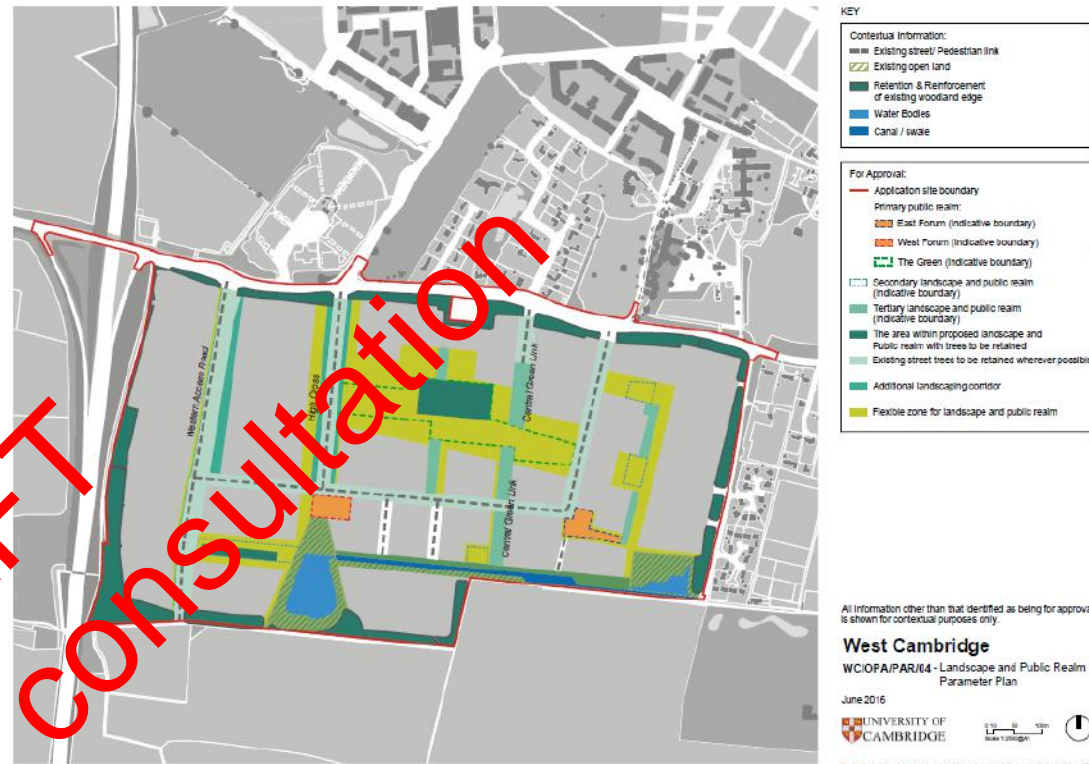 KEY
Contextual Information:
Existing street/ Pedestrian link
Existing open land
Retention & Reinforcement
of existing woodland edge
Water Bodies
Canal / swale
For Approval:
Application site boundary
Primary public realm:
East Forum (Indicative boundary)
West Forum (Indicative boundary)
The Green (Indicative boundary)
Secondary landscape and public realm
(Indicative boundary)
Tertiary landscape and public realm
(Indicative boundary)
The area within proposed landscape and
Public realm with trees to be retained
Existing street trees to be retained wherever possible
Additional landscaping corridor
Flexible zone for landscape and public realm
Western Access Road
High Cross
Central Green Link
Central Green Link
FT
consultation
All information other than that identified as being for approval
is shown for contextual purposes only.
West Cambridge
WC/OPA/PAR/04 - Landscape and Public Realm
Parameter Plan
June 2016
UNIVERSITY OF
CAMBRIDGE